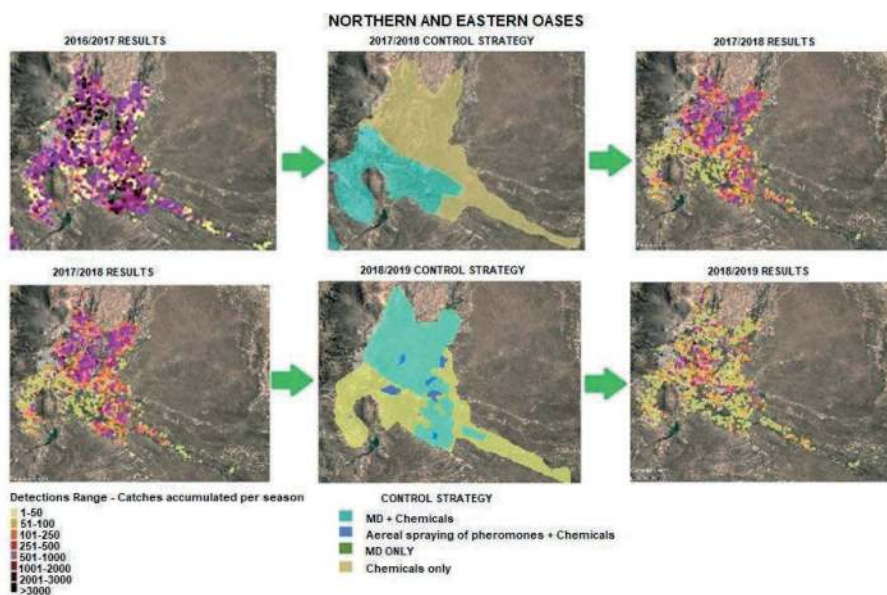 NORTHERN AND EASTERN OASES
2016/2017 RESULTS
2017/2018 CONTROL STRATEGY
2017/2018 RESULTS
2017/2018 RESULTS
2018/2019 CONTROL STRATEGY
2018/2019 RESULTS
Detections Range - Catches accumulated per season
1-50
51-100
101-250
251-500
501-1000
1001-2000
2001-3000
>3000
CONTROL STRATEGY
MD + Chemicals
Aereal spraying of pheromones + Chemicals
MD ONLY
Chemicals only